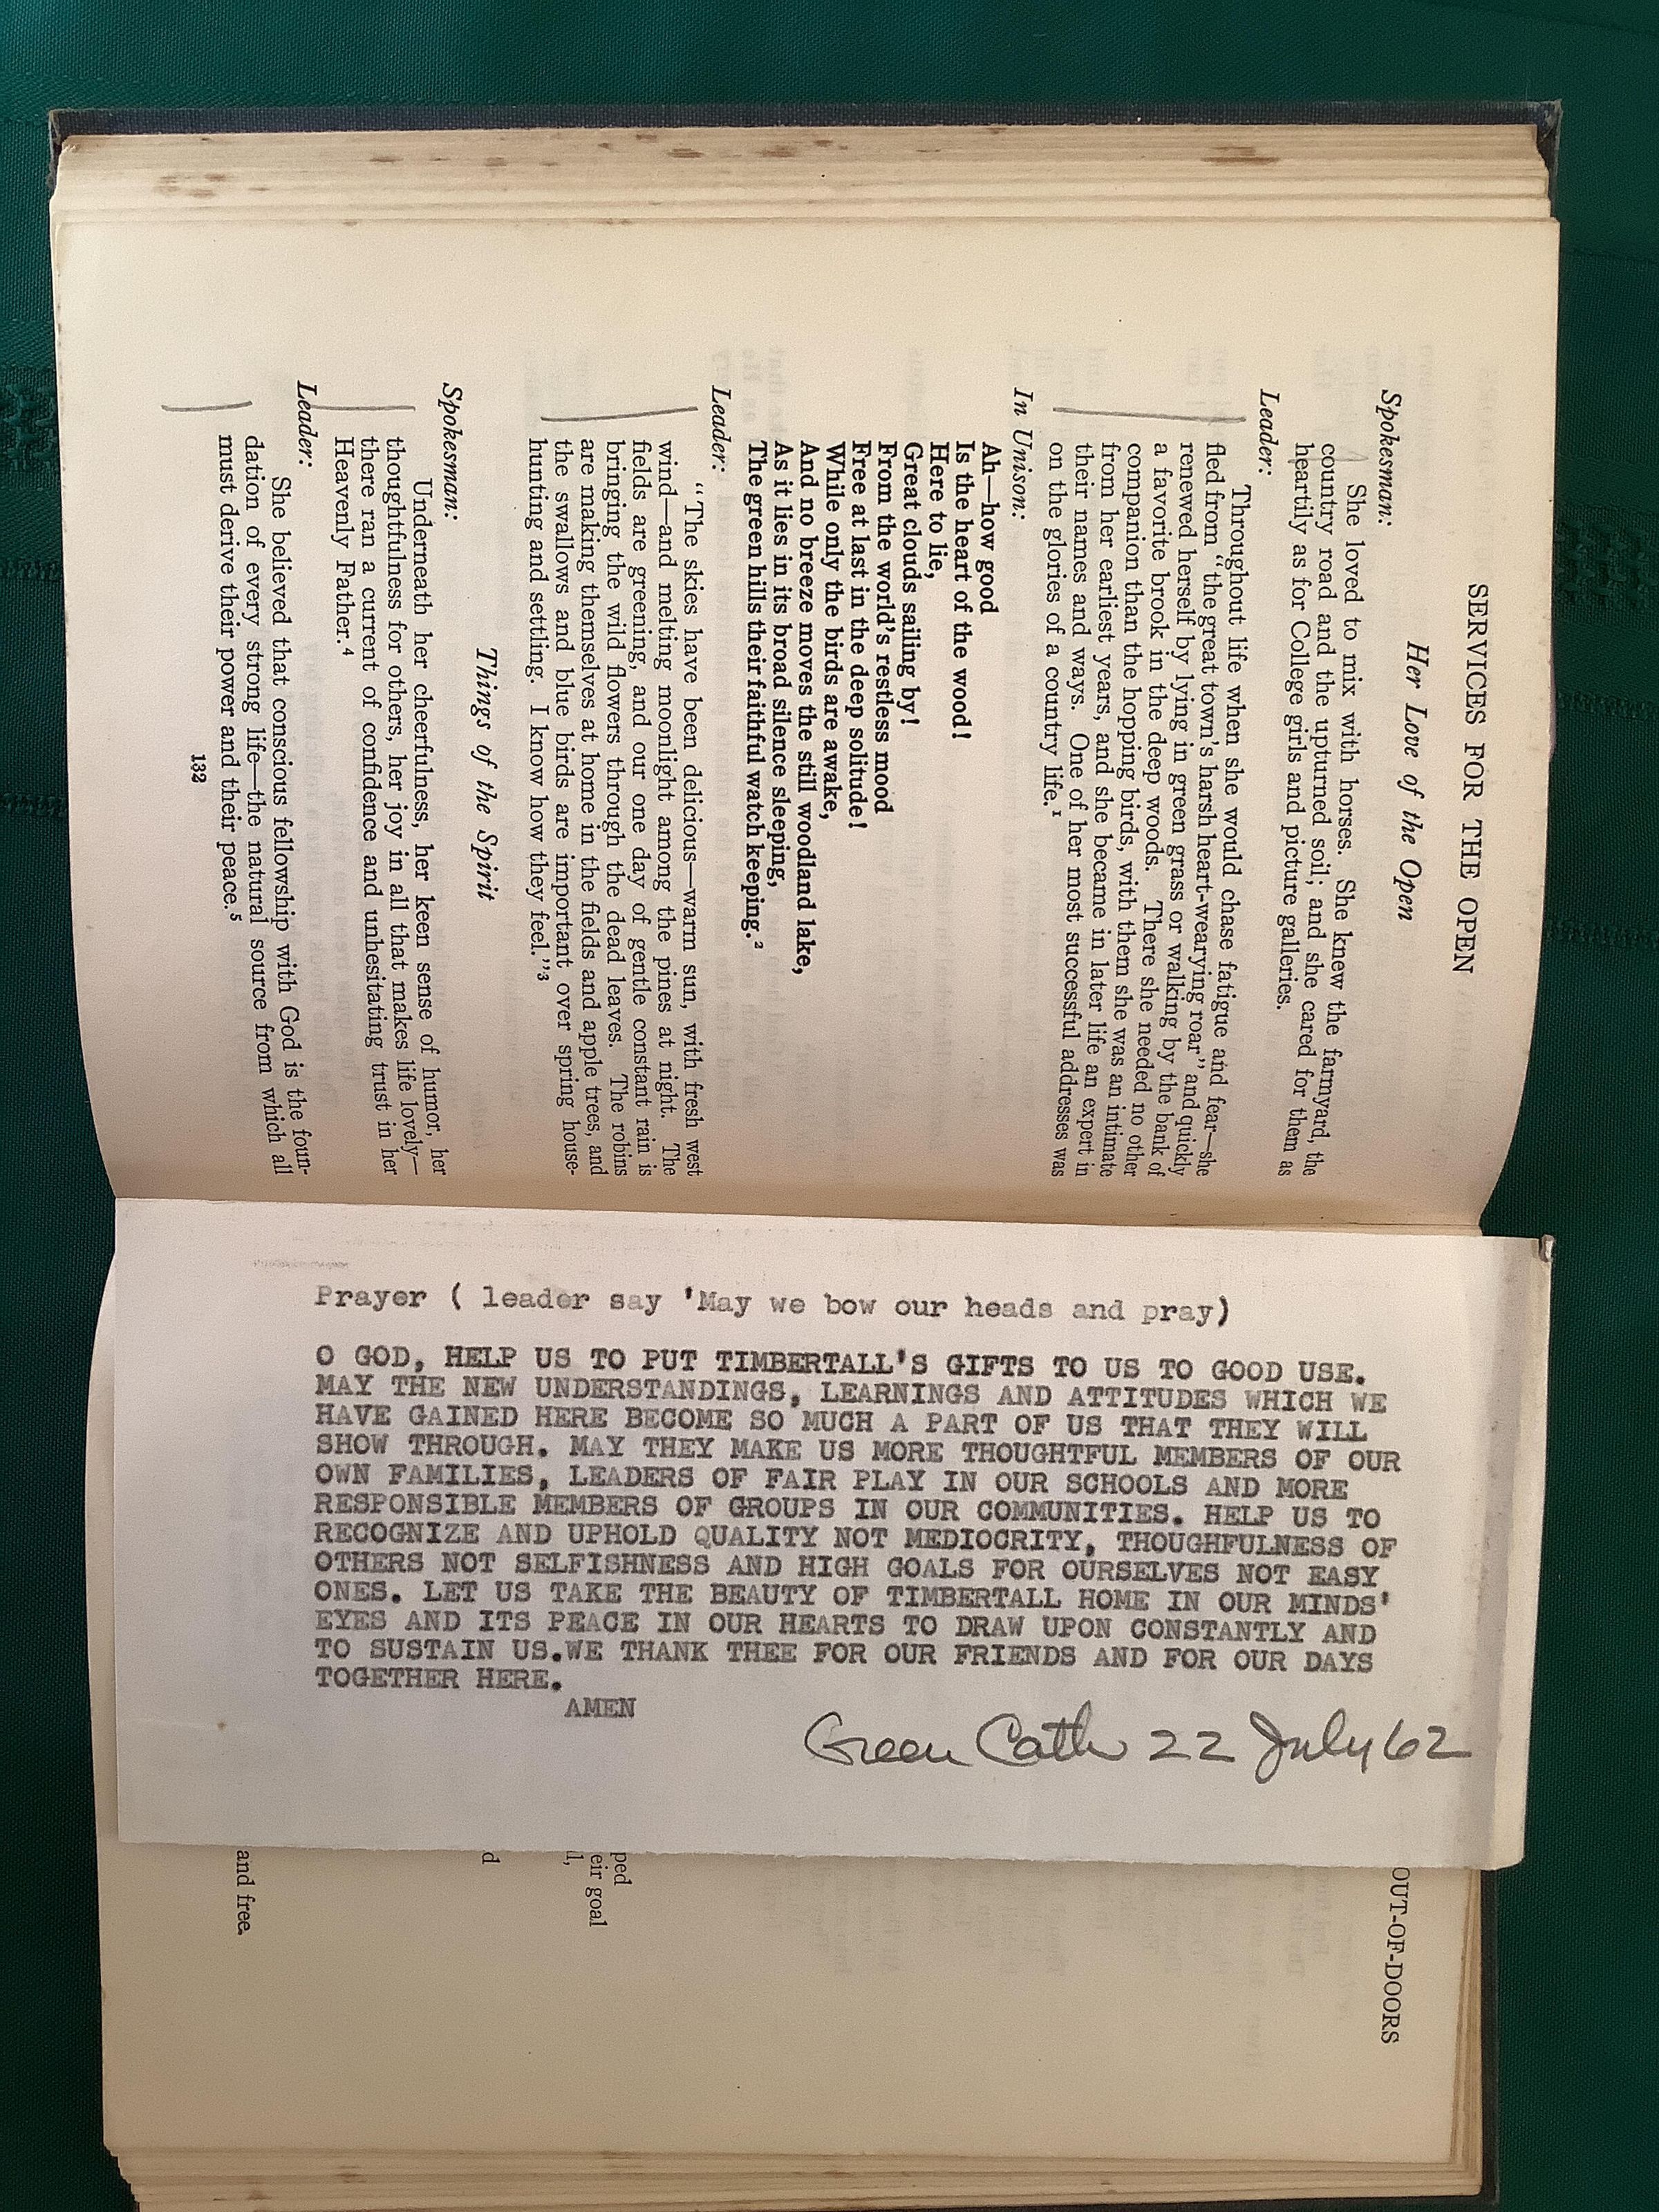 SERVICES FOR THE OPEN
Her Love of the Open
Spokesman:
She loved to mix with horses. She knew the farmyard, the
country road and the upturned soil; and she cared for them as
heartily as for College girls and picture galleries.
Leader:
Throughout life when she would chase fatigue and fear—she
fled from "the great town's harsh heart-wearying roar" and quickly
renewed herself by lying in green grass or walking by the bank of
a favorite brook in the deep woods. There she needed no other
companion than the hopping birds, with them she was an intimate
from her earliest years, and she became in later life an expert in
their names and ways. One of her most successful addresses was
on the glories of a country life.¹
In Unison:
Ah—how good
Is the heart of the wood!
Here to lie,
Great clouds sailing by!
From the world's restless mood
Free at last in the deep solitude!
While only the birds are awake,
And no breeze moves the still woodland lake,
As it lies in its broad silence sleeping,
The green hills their faithful watch keeping.²
Leader:
"The skies have been delicious—warm sun, with fresh west
wind—and melting moonlight among the pines at night. The
fields are greening, and our one day of gentle constant rain is
bringing the wild flowers through the dead leaves. The robins
are making themselves at home in the fields and apple trees, and
the swallows and blue birds are important over spring house-
hunting and settling. I know how they feel."³
Things of the Spirit
Spokesman:
Underneath her cheerfulness, her keen sense of humor, her
thoughtfulness for others, her joy in all that makes life lovely—
there ran a current of confidence and unhesitating trust in her
Heavenly Father.⁴
Leader:
She believed that conscious fellowship with God is the foun-
dation of every strong life—the natural source from which all
must derive their power and their peace.⁵
132
Prayer ( leader say 'May we bow our heads and pray)
O GOD, HELP US TO PUT TIMBERTALL'S GIFTS TO US TO GOOD USE.
MAY THE NEW UNDERSTANDINGS, LEARNINGS AND ATTITUDES WHICH WE
HAVE GAINED HERE BECOME SO MUCH A PART OF US THAT THEY WILL
SHOW THROUGH. MAY THEY MAKE US MORE THOUGHTFUL MEMBERS OF OUR
OWN FAMILIES, LEADERS OF FAIR PLAY IN OUR SCHOOLS AND MORE
RESPONSIBLE MEMBERS OF GROUPS IN OUR COMMUNITIES. HELP US TO
RECOGNIZE AND UPHOLD QUALITY NOT MEDIOCRITY, THOUGHFULNESS OF
OTHERS NOT SELFISHNESS AND HIGH GOALS FOR OURSELVES NOT EASY
ONES. LET US TAKE THE BEAUTY OF TIMBERTALL HOME IN OUR MINDS'
EYES AND ITS PEACE IN OUR HEARTS TO DRAW UPON CONSTANTLY AND
TO SUSTAIN US.WE THANK THEE FOR OUR FRIENDS AND FOR OUR DAYS
TOGETHER HERE.
AMEN
Green Cath 22 July 62
OUT-OF-DOORS
ped
eir goal
l,
d
and free.